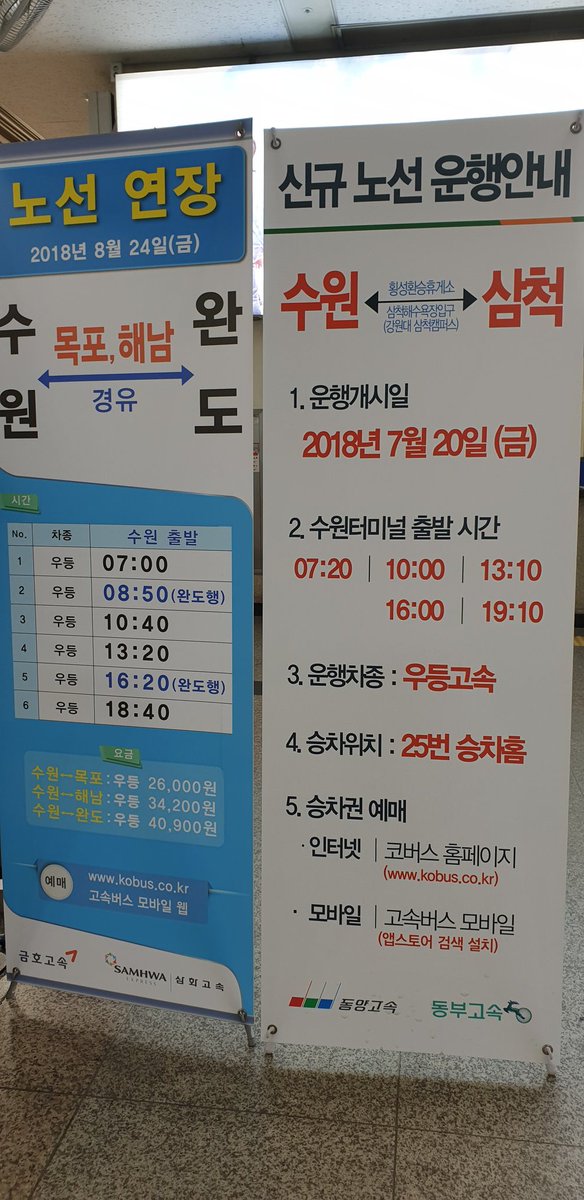 노선 연장
2018년 8월 24일(금)
수원
목포, 해남
경유
완도
시간
No. 차종 수원 출발
1 우등 07:00
2 우등 08:50(완도행)
3 우등 10:40
4 우등 13:20
5 우등 16:20(완도행)
6 우등 18:40
요금
수원↔목포 : 우등 26,000원
수원↔해남 : 우등 34,200원
수원↔완도 : 우등 40,900원
예매
www.kobus.co.kr
고속버스 모바일 웹
금호고속
SAMHWA EXPRESS | 삼화고속
신규 노선 운행안내
횡성환승휴게소
수원 삼척
삼척해수욕장입구
(강원대 삼척캠퍼스)
1. 운행개시일
2018년 7월 20일 (금)
2. 수원터미널 출발 시간
07:20 | 10:00 | 13:10
16:00 | 19:10
3. 운행차종 : 우등고속
4. 승차위치 : 25번 승차홈
5. 승차권 예매
· 인터넷 | 코버스 홈페이지
(www.kobus.co.kr)
· 모바일 | 고속버스 모바일
(앱스토어 검색 설치)
동양고속
동부고속